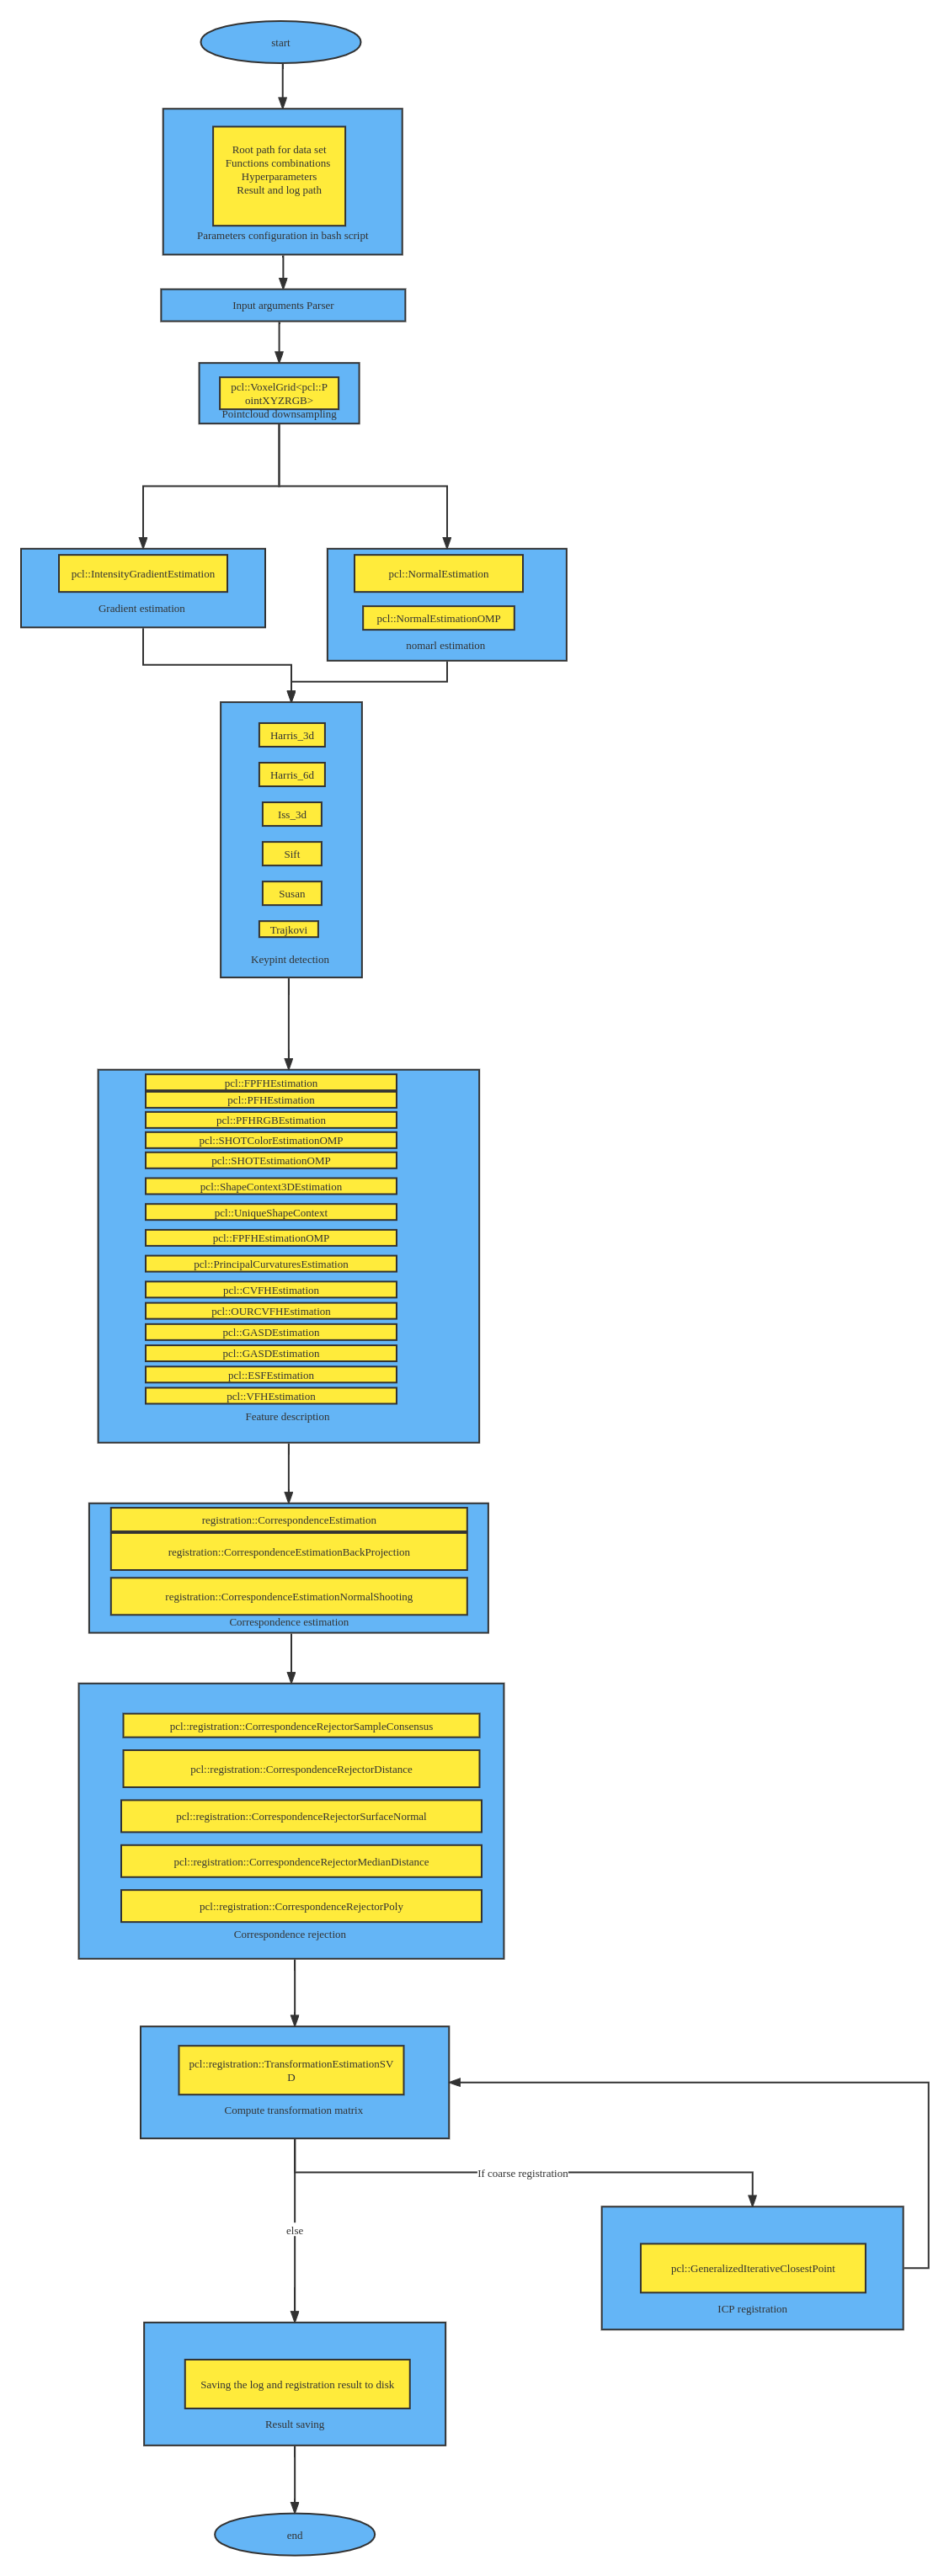 start
Root path for data set
Functions combinations
Hyperparameters
Result and log path
Parameters configuration in bash script
Input arguments Parser
pcl::VoxelGrid<pcl::P
ointXYZRGB>
Pointcloud downsampling
pcl::IntensityGradientEstimation
Gradient estimation
pcl::NormalEstimation
pcl::NormalEstimationOMP
nomarl estimation
Harris_3d
Harris_6d
Iss_3d
Sift
Susan
Trajkovi
Keypint detection
pcl::FPFHEstimation
pcl::PFHEstimation
pcl::PFHRGBEstimation
pcl::SHOTColorEstimationOMP
pcl::SHOTEstimationOMP
pcl::ShapeContext3DEstimation
pcl::UniqueShapeContext
pcl::FPFHEstimationOMP
pcl::PrincipalCurvaturesEstimation
pcl::CVFHEstimation
pcl::OURCVFHEstimation
pcl::GASDEstimation
pcl::GASDEstimation
pcl::ESFEstimation
pcl::VFHEstimation
Feature description
registration::CorrespondenceEstimation
registration::CorrespondenceEstimationBackProjection
registration::CorrespondenceEstimationNormalShooting
Correspondence estimation
pcl::registration::CorrespondenceRejectorSampleConsensus
pcl::registration::CorrespondenceRejectorDistance
pcl::registration::CorrespondenceRejectorSurfaceNormal
pcl::registration::CorrespondenceRejectorMedianDistance
pcl::registration::CorrespondenceRejectorPoly
Correspondence rejection
pcl::registration::TransformationEstimationSV
D
Compute transformation matrix
If coarse registration
else
pcl::GeneralizedIterativeClosestPoint
ICP registration
Saving the log and registration result to disk
Result saving
end